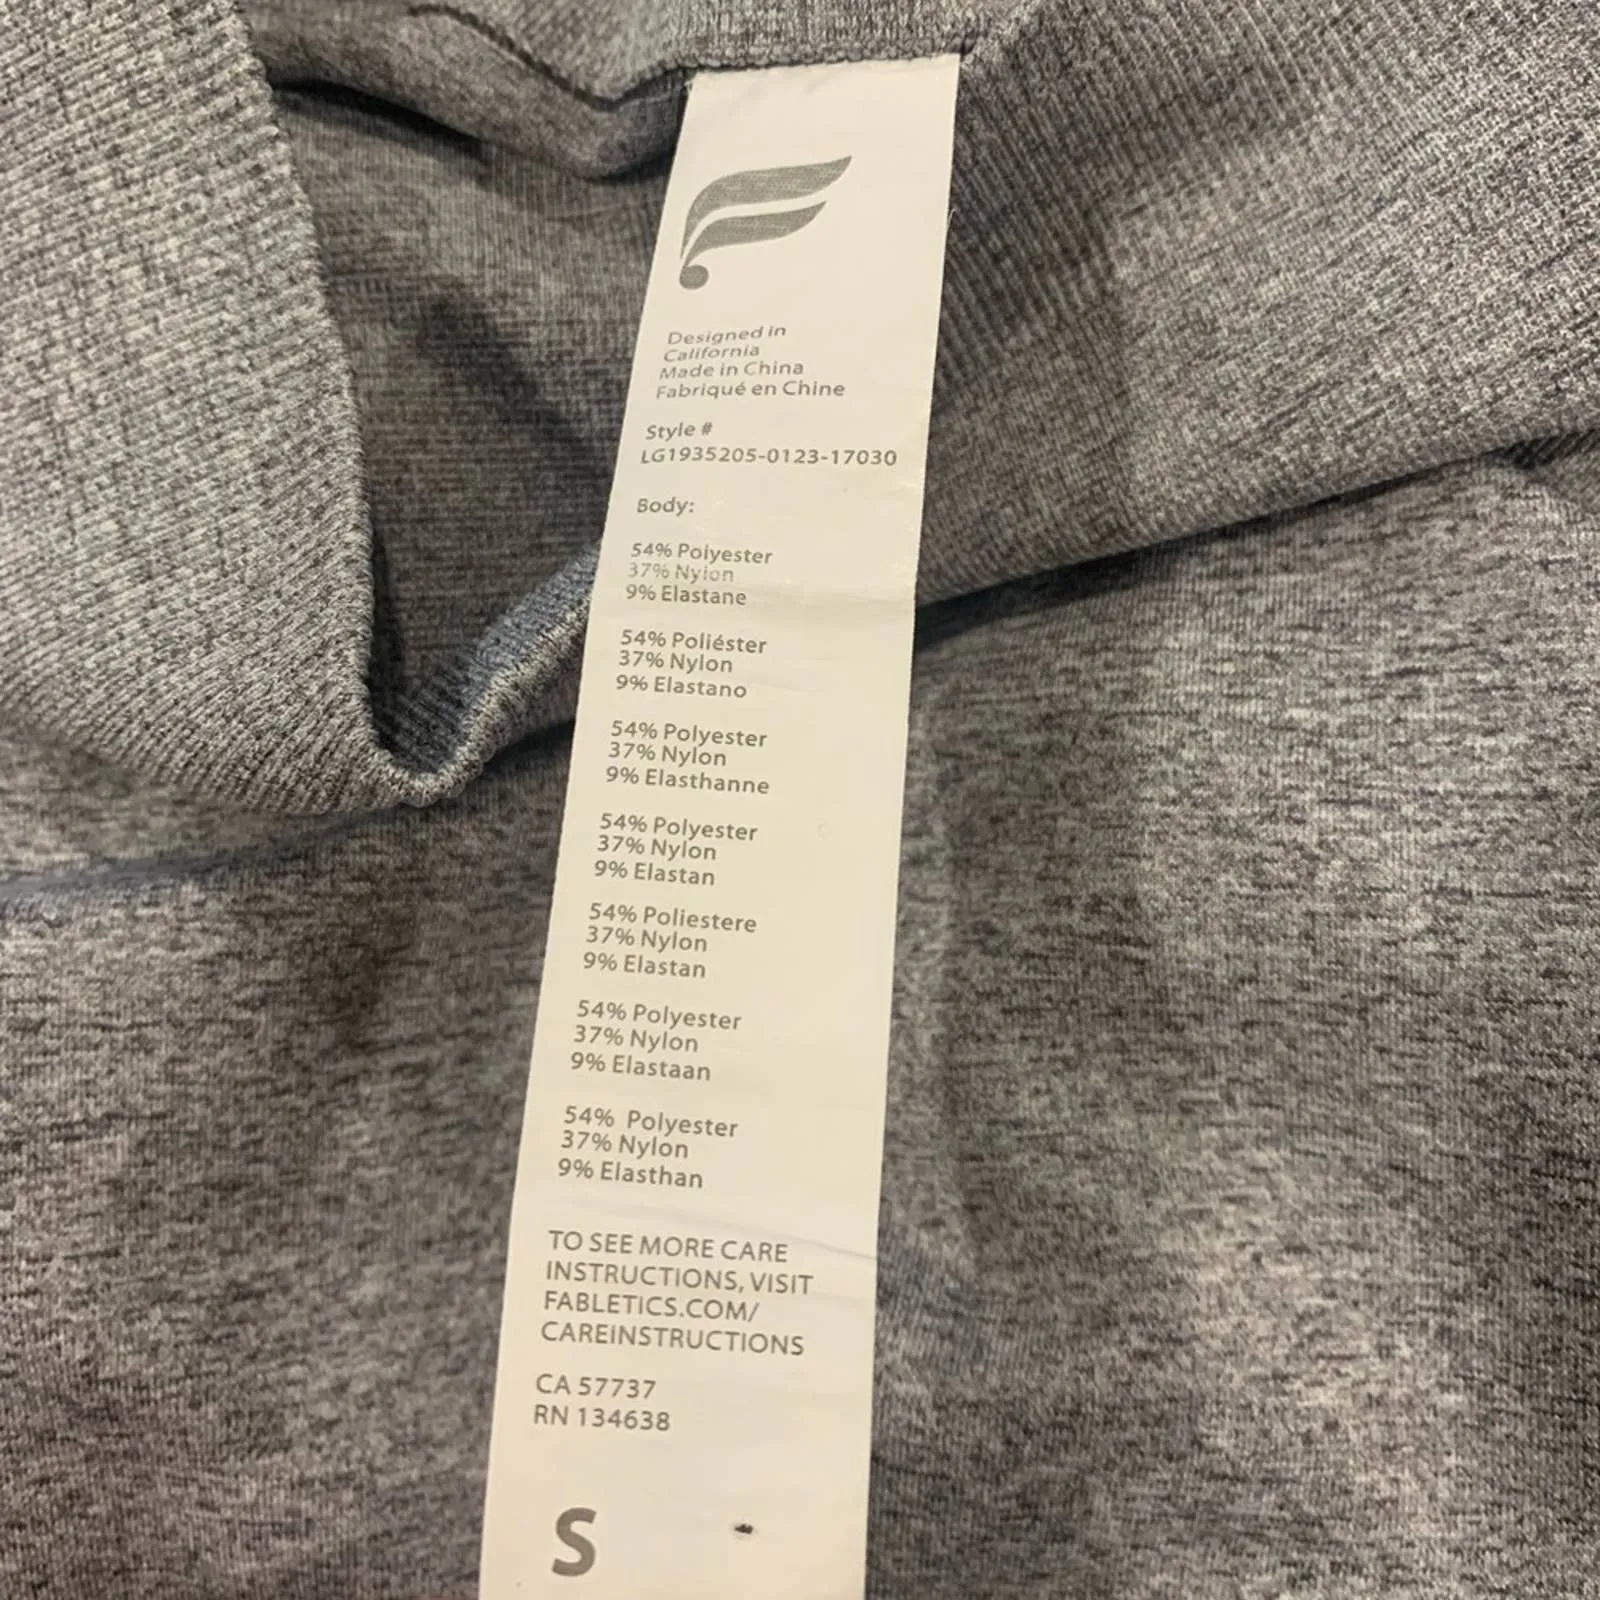 Designed in
California
Made in China
Fabriqué en Chine
Style #
LG1935205-0123-17030
Body:
54% Polyester
37% Nylon
9% Elastane
54% Poliéster
37% Nylon
9% Elastano
54% Polyester
37% Nylon
9% Elasthanne
54% Polyester
37% Nylon
9% Elastan
54% Poliestere
37% Nylon
9% Elastan
54% Polyester
37% Nylon
9% Elastaan
54% Polyester
37% Nylon
9% Elasthan
TO SEE MORE CARE
INSTRUCTIONS, VISIT
FABLETICS.COM/
CAREINSTRUCTIONS
CA 57737
RN 134638
S